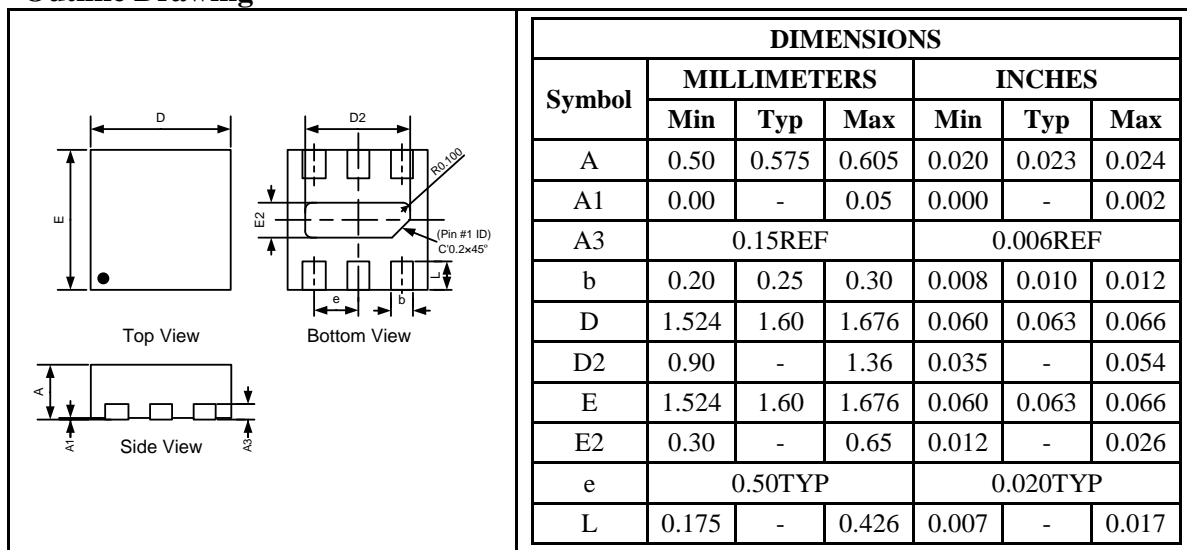 D
E
Top View
D2
R0.100
E2
(Pin #1 ID)
C'0.2×45°
L
e
b
Bottom View
A
A1
A3
Side View
DIMENSIONS
Symbol MILLIMETERS INCHES
Min Typ Max Min Typ Max
A 0.50 0.575 0.605 0.020 0.023 0.024
A1 0.00 - 0.05 0.000 - 0.002
A3 0.15REF 0.006REF
b 0.20 0.25 0.30 0.008 0.010 0.012
D 1.524 1.60 1.676 0.060 0.063 0.066
D2 0.90 - 1.36 0.035 - 0.054
E 1.524 1.60 1.676 0.060 0.063 0.066
E2 0.30 - 0.65 0.012 - 0.026
e 0.50TYP 0.020TYP
L 0.175 - 0.426 0.007 - 0.017